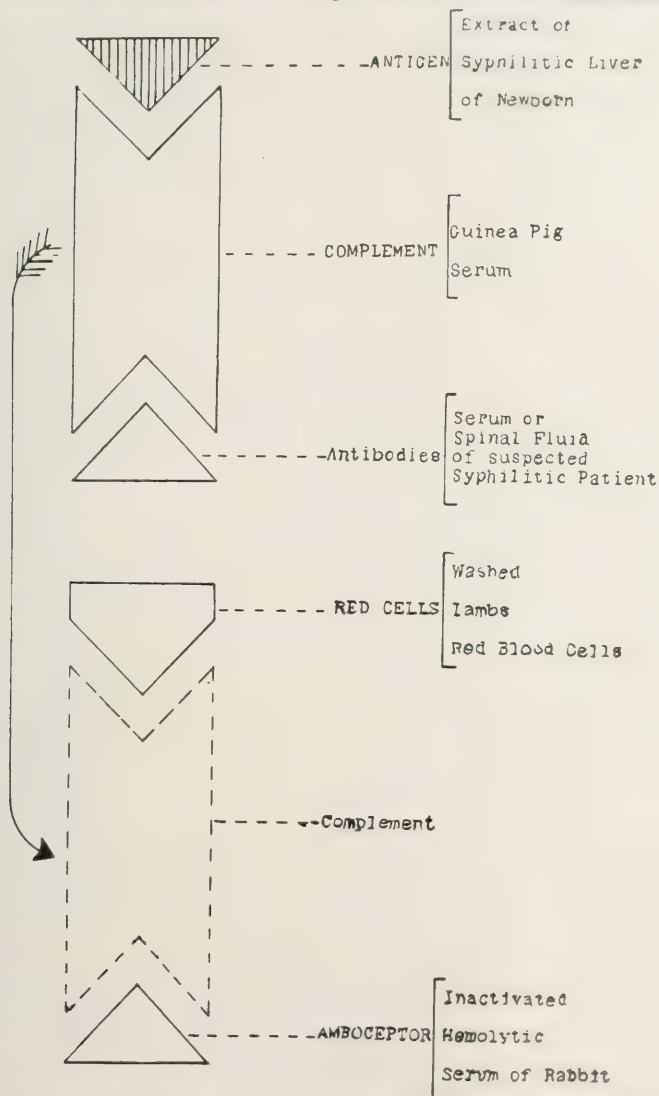 ANTIGEN
Extract of
Sypnilitic Liver
of Newborn
COMPLEMENT
Guinea Pig
Serum
Antibodies
Serum or
Spinal Fluid
of suspected
Syphilitic Patient
RED CELLS
Washed
Lambs
Red Blood Cells
Complement
AMBOCEPTOR
Inactivated
Hemolytic
Serum of Rabbit